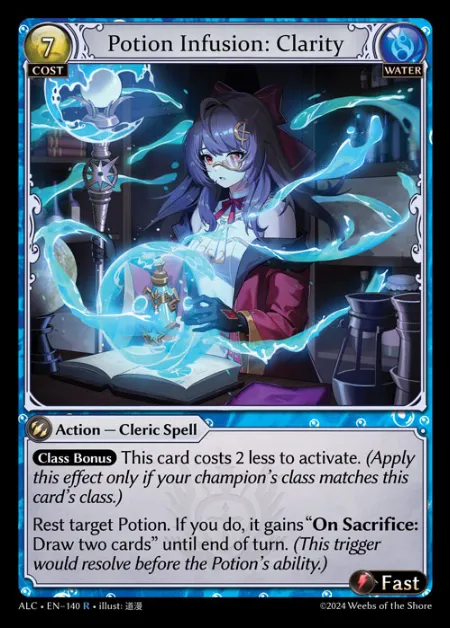 7
Potion Infusion: Clarity
COST
WATER
Action — Cleric Spell
Class Bonus This card costs 2 less to activate. (Apply
this effect only if your champion's class matches this
card's class.)
Rest target Potion. If you do, it gains “On Sacrifice:
Draw two cards” until end of turn. (This trigger
would resolve before the Potion's ability.)
Fast
ALC • EN-140 R • illust: 道漫
©2024 Weebs of the Shore